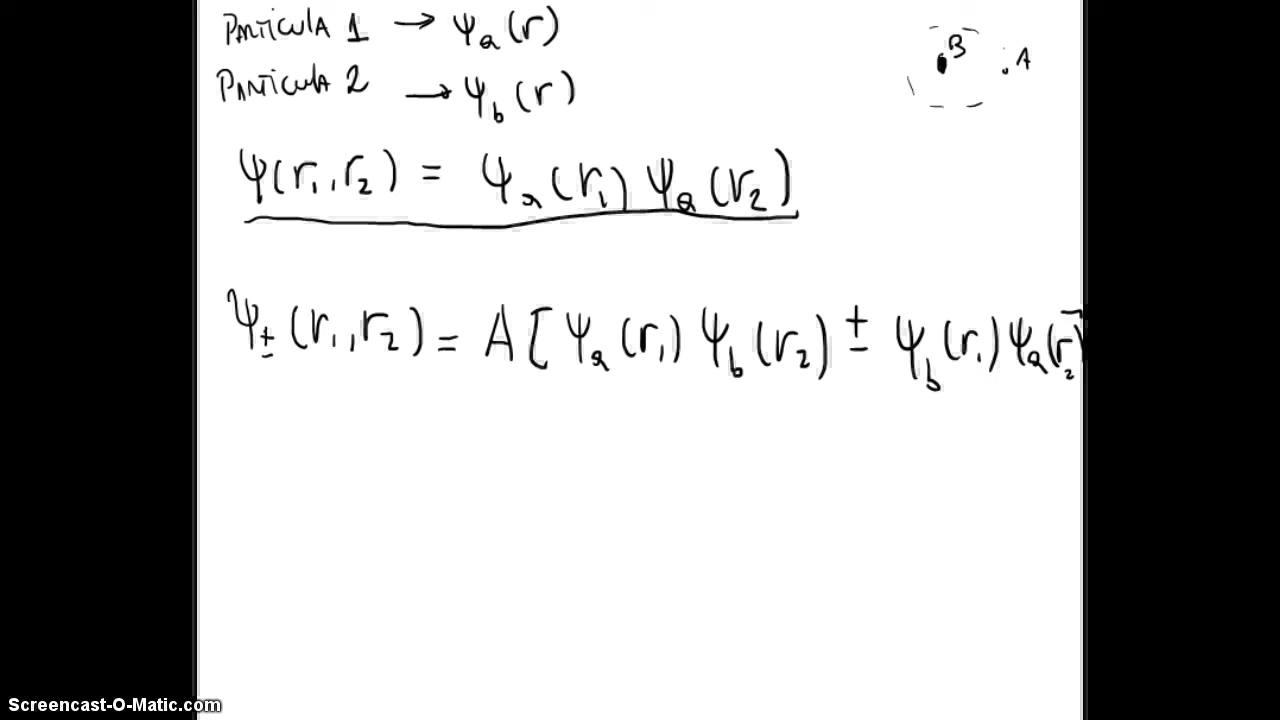 PARTICULA 1 → ψa(r)
B
A
PARTICULA 2 → ψb(r)
ψ(r1,r2) = ψa(r1) ψa(r2)
ψ±(r1,r2) = A[ψa(r1) ψb(r2) ± ψb(r1) ψa(r2)]
Screencast-O-Matic.com